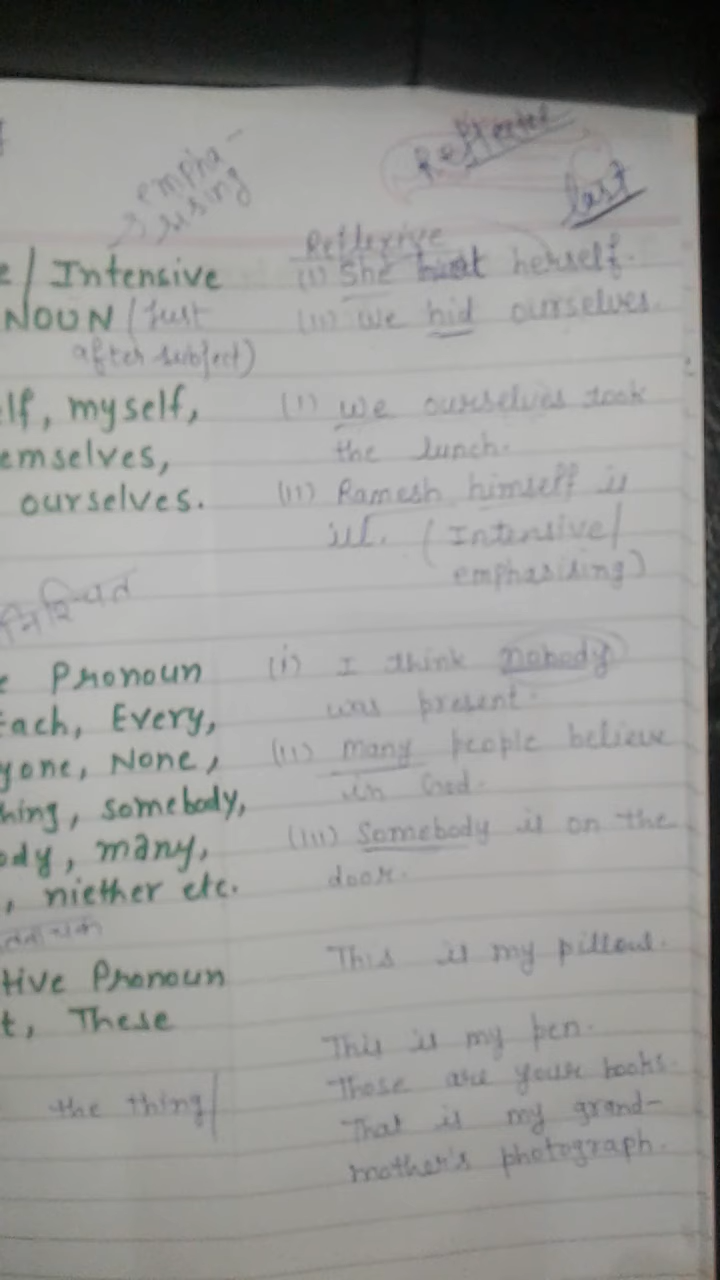 empha-
sising
Reflexive
last
Reflexive
e / Intensive (i) She hurt herself.
NOUN / Just (ii) we hid ourselves.
after subject)
elf, myself, (i) we ourselves took
emselves, the lunch.
ourselves. (ii) Ramesh himself is
ill. (Intensive/
emphasising)
e Pronoun (i) I think nobody
Each, Every, was present.
yone, None, (ii) many people believe
hing, somebody, in God.
ody, many, (iii) Somebody is on the
, niether etc. door.
tive Pronoun This is my pillow.
t, These
This is my pen.
Those are your books.
the thing/ That is my grand-
mother's photograph.